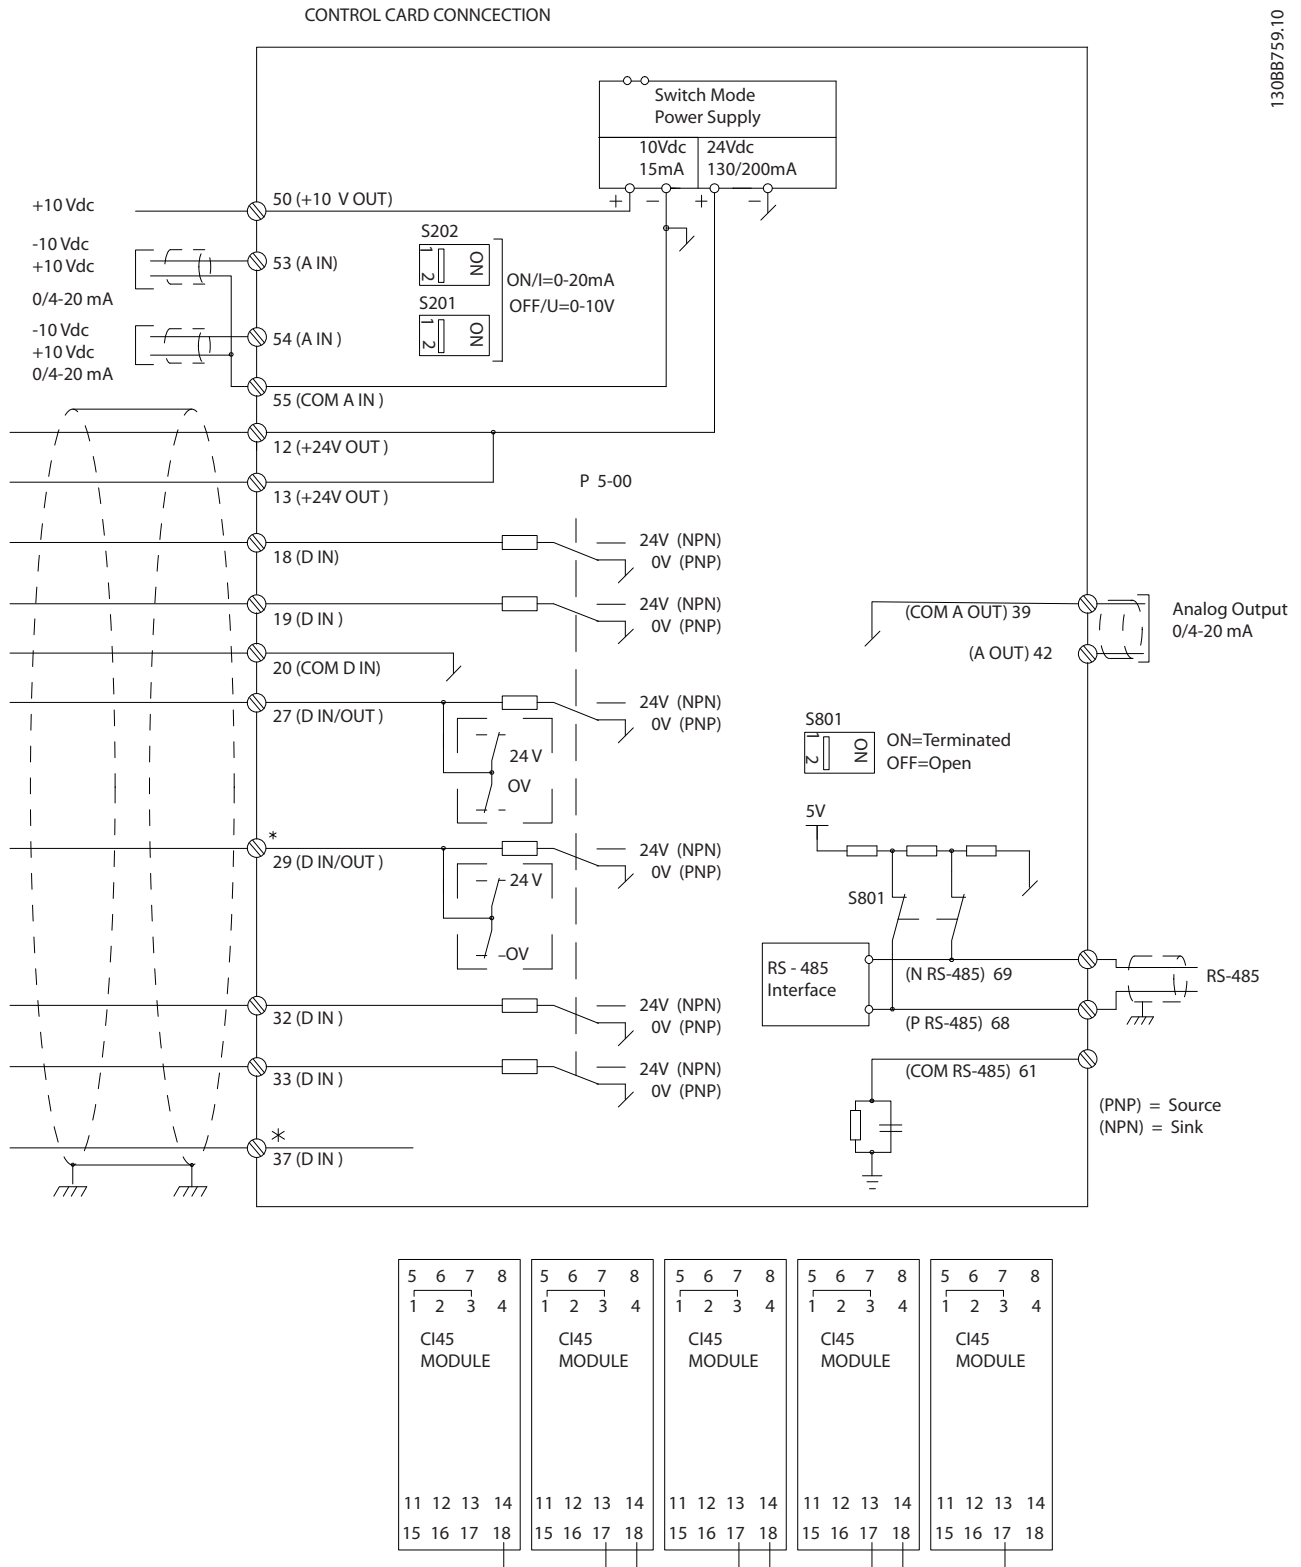 CONTROL CARD CONNCECTION
130BB759.10
Switch Mode
Power Supply
10Vdc
15mA
24Vdc
130/200mA
+ − + −
+10 Vdc
50 (+10 V OUT)
-10 Vdc
+10 Vdc
0/4-20 mA
53 (A IN)
S202
1
2
ON
ON/I=0-20mA
OFF/U=0-10V
S201
1
2
ON
-10 Vdc
+10 Vdc
0/4-20 mA
54 (A IN )
55 (COM A IN )
12 (+24V OUT )
13 (+24V OUT )
P 5-00
18 (D IN)
24V (NPN)
0V (PNP)
19 (D IN )
24V (NPN)
0V (PNP)
20 (COM D IN)
27 (D IN/OUT )
24V (NPN)
0V (PNP)
24 V
OV
*
29 (D IN/OUT )
24V (NPN)
0V (PNP)
24 V
OV
32 (D IN )
24V (NPN)
0V (PNP)
33 (D IN )
24V (NPN)
0V (PNP)
*
37 (D IN )
(COM A OUT) 39
(A OUT) 42
Analog Output
0/4-20 mA
S801
1
2
ON
ON=Terminated
OFF=Open
5V
S801
RS - 485
Interface
(N RS-485) 69
(P RS-485) 68
RS-485
(COM RS-485) 61
(PNP) = Source
(NPN) = Sink
5 6 7 8
1 2 3 4
CI45
MODULE
11 12 13 14
15 16 17 18
5 6 7 8
1 2 3 4
CI45
MODULE
11 12 13 14
15 16 17 18
5 6 7 8
1 2 3 4
CI45
MODULE
11 12 13 14
15 16 17 18
5 6 7 8
1 2 3 4
CI45
MODULE
11 12 13 14
15 16 17 18
5 6 7 8
1 2 3 4
CI45
MODULE
11 12 13 14
15 16 17 18